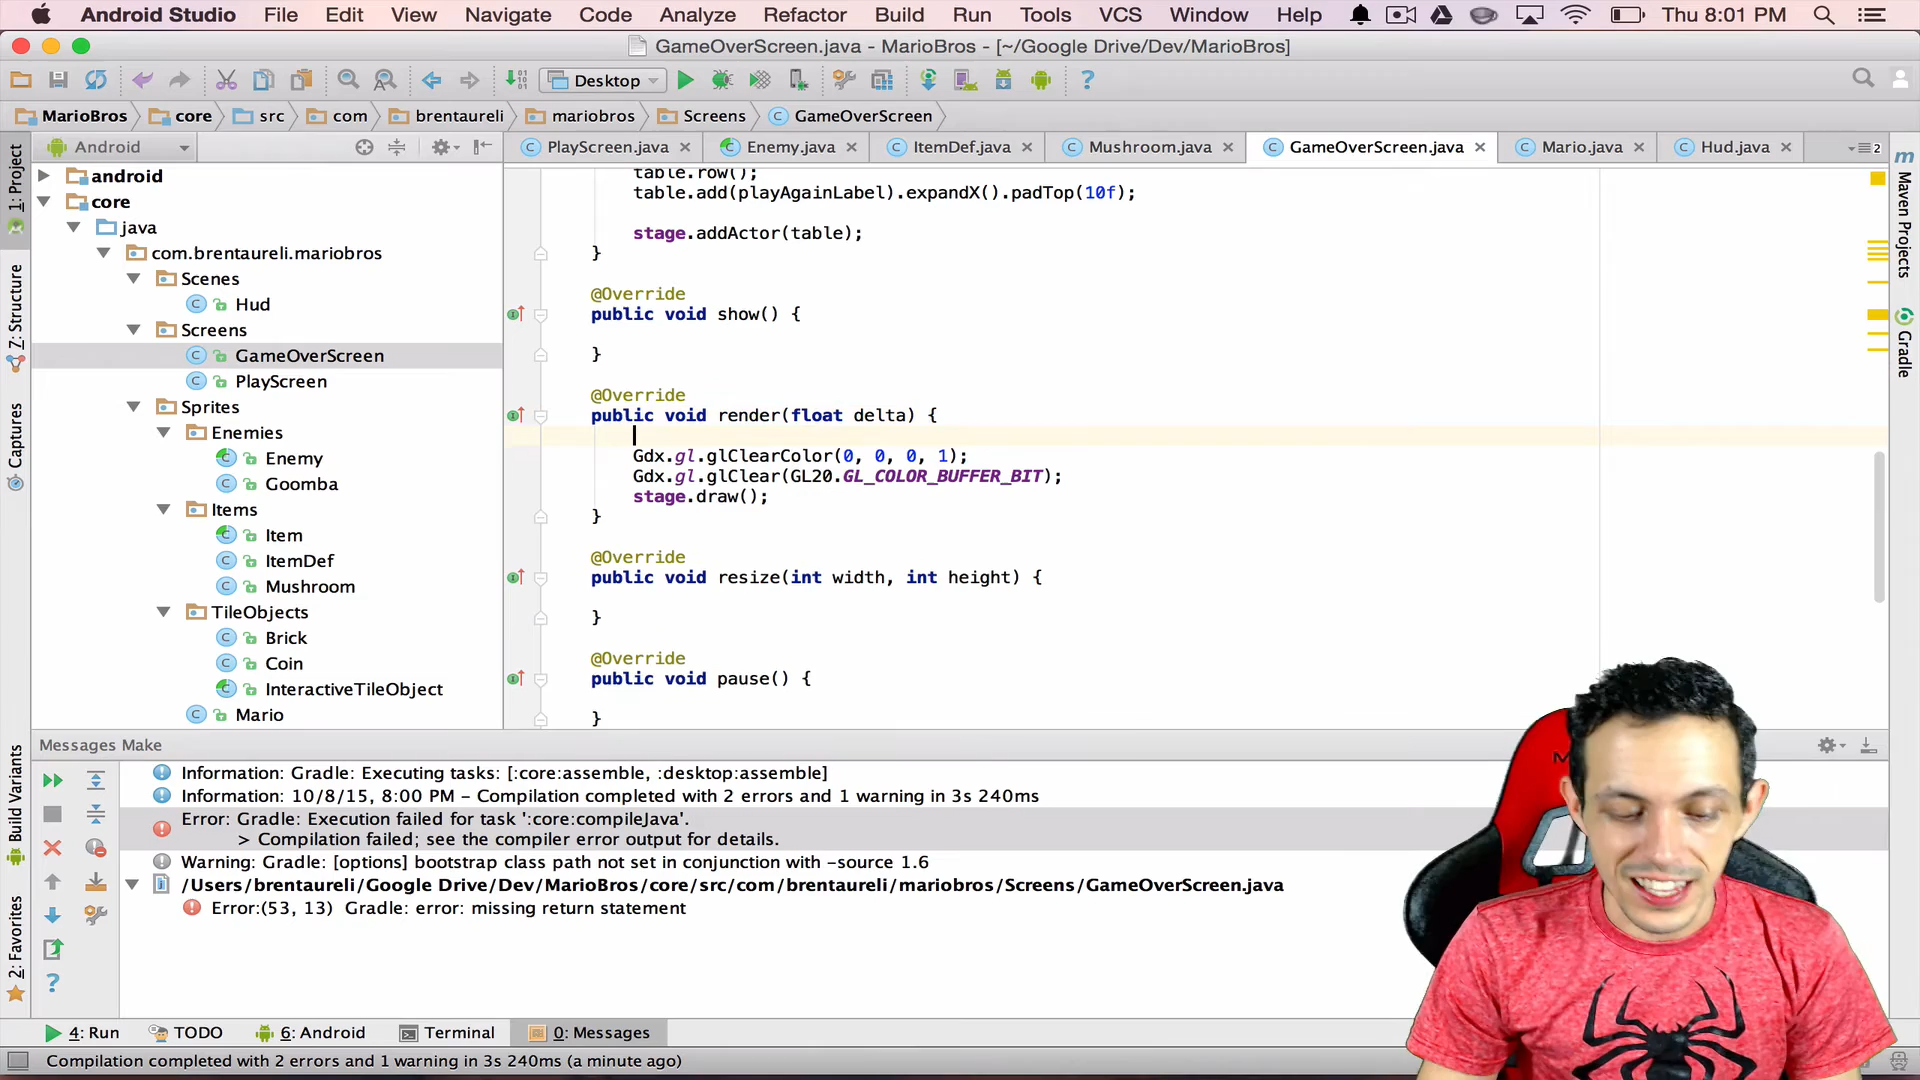 Android Studio File Edit View Navigate Code Analyze Refactor Build Run Tools VCS Window Help Thu 8:01 PM
GameOverScreen.java - MarioBros - [~/Google Drive/Dev/MarioBros]
Desktop
MarioBros core src com brentaureli mariobros Screens GameOverScreen
Android
PlayScreen.java Enemy.java ItemDef.java Mushroom.java GameOverScreen.java Mario.java Hud.java 2
1: Project
Z: Structure
Captures
Build Variants
2: Favorites
android
core
java
com.brentaureli.mariobros
Scenes
Hud
Screens
GameOverScreen
PlayScreen
Sprites
Enemies
Enemy
Goomba
Items
Item
ItemDef
Mushroom
TileObjects
Brick
Coin
InteractiveTileObject
Mario
table.row();
table.add(playAgainLabel).expandX().padTop(10f);
stage.addActor(table);
}
@Override
public void show() {
}
@Override
public void render(float delta) {
Gdx.gl.glClearColor(0, 0, 0, 1);
Gdx.gl.glClear(GL20.GL_COLOR_BUFFER_BIT);
stage.draw();
}
@Override
public void resize(int width, int height) {
}
@Override
public void pause() {
}
Maven Projects
Gradle
Messages Make
Information: Gradle: Executing tasks: [:core:assemble, :desktop:assemble]
Information: 10/8/15, 8:00 PM – Compilation completed with 2 errors and 1 warning in 3s 240ms
Error: Gradle: Execution failed for task ':core:compileJava'.
> Compilation failed; see the compiler error output for details.
Warning: Gradle: [options] bootstrap class path not set in conjunction with -source 1.6
/Users/brentaureli/Google Drive/Dev/MarioBros/core/src/com/brentaureli/mariobros/Screens/GameOverScreen.java
Error:(53, 13) Gradle: error: missing return statement
4: Run TODO 6: Android Terminal 0: Messages
Compilation completed with 2 errors and 1 warning in 3s 240ms (a minute ago)